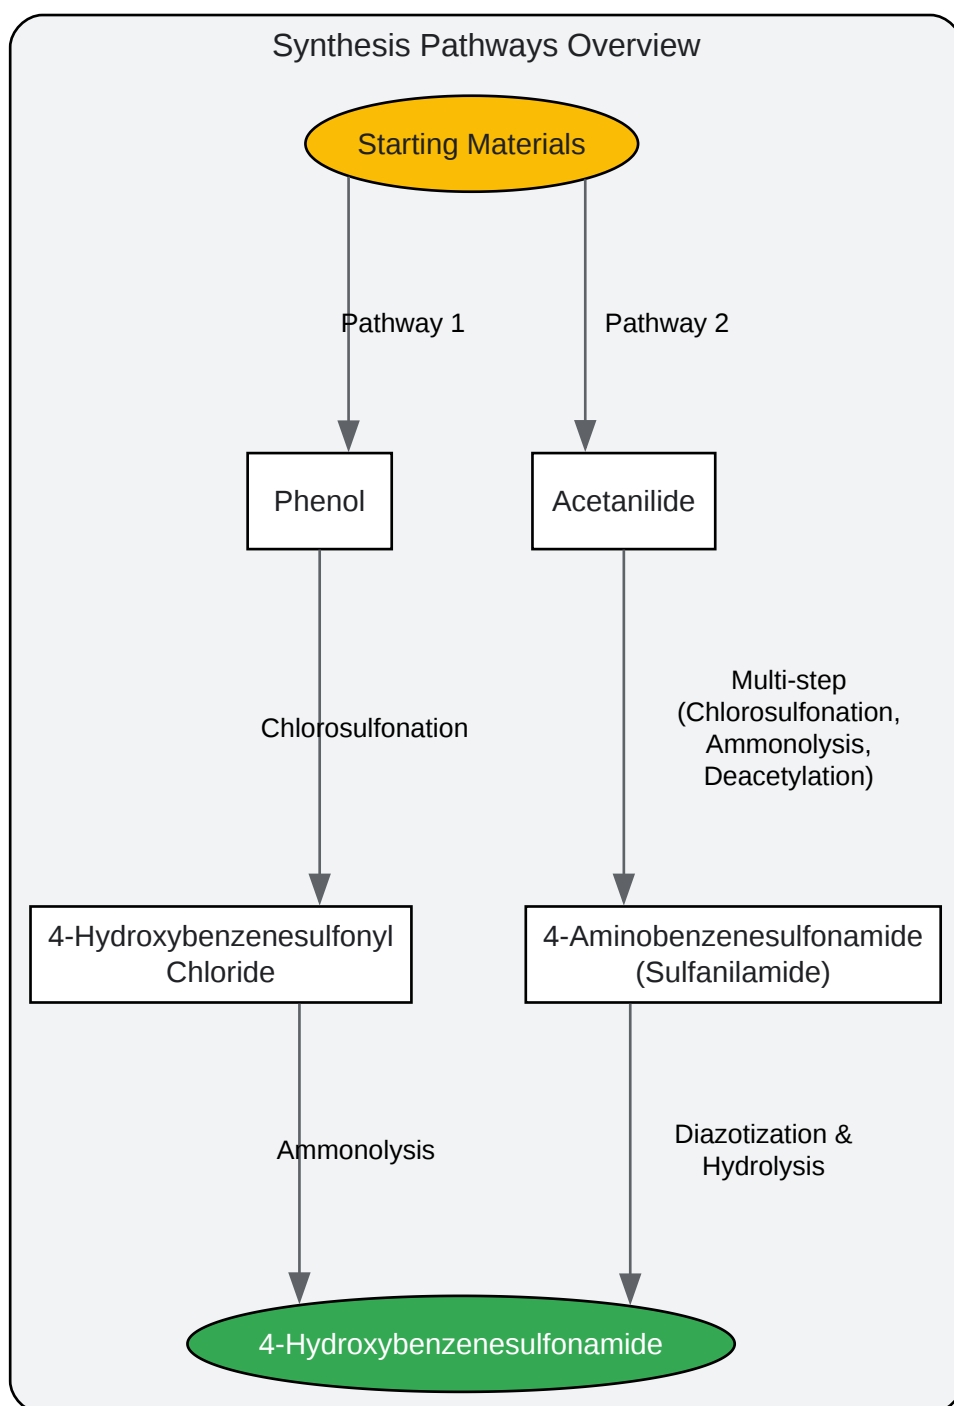 Synthesis Pathways Overview
Starting Materials
Pathway 1
Pathway 2
Phenol
Acetanilide
Chlorosulfonation
Multi-step
(Chlorosulfonation,
Ammonolysis,
Deacetylation)
4-Hydroxybenzenesulfonyl
Chloride
4-Aminobenzenesulfonamide
(Sulfanilamide)
Ammonolysis
Diazotization &
Hydrolysis
4-Hydroxybenzenesulfonamide